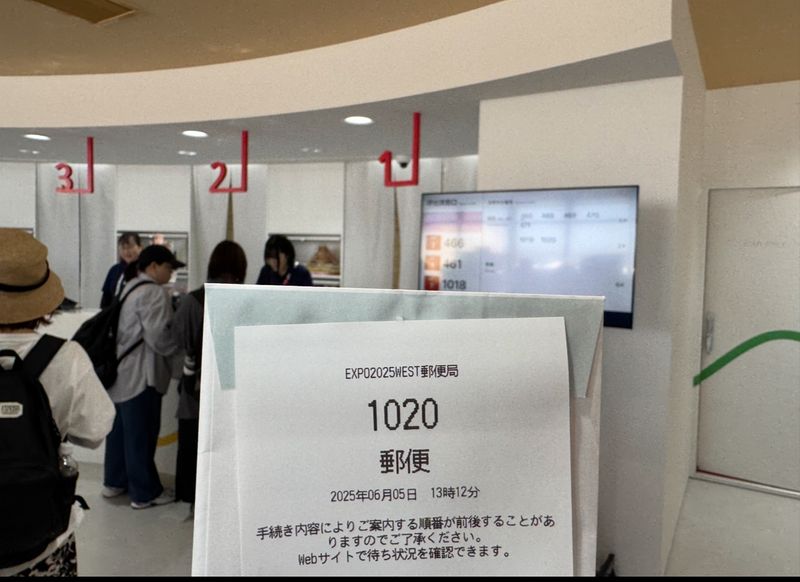 3
2
1
466
461
1018
1019 1020
EXPO2025WEST郵便局
1020
郵便
2025年06月05日 13時12分
手続き内容によりご案内する順番が前後することがあ
りますのでご了承ください。
Webサイトで待ち状況を確認できます。